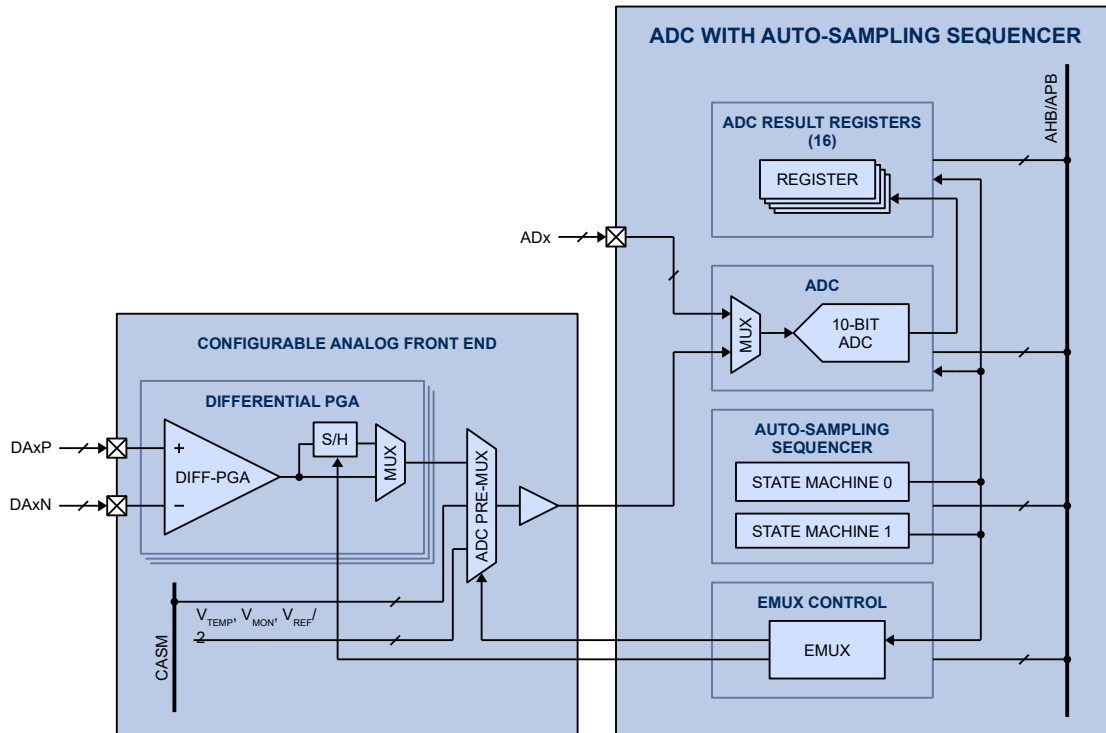 ADC WITH AUTO-SAMPLING SEQUENCER
AHB/APB
ADC RESULT REGISTERS
(16)
REGISTER
ADx
ADC
MUX
10-BIT
ADC
CONFIGURABLE ANALOG FRONT END
DIFFERENTIAL PGA
DAxP
+
S/H
MUX
DIFF-PGA
DAxN
−
ADC PRE-MUX
AUTO-SAMPLING
SEQUENCER
STATE MACHINE 0
STATE MACHINE 1
CASM
VTEMP, VMON, VREF/
2
EMUX CONTROL
EMUX